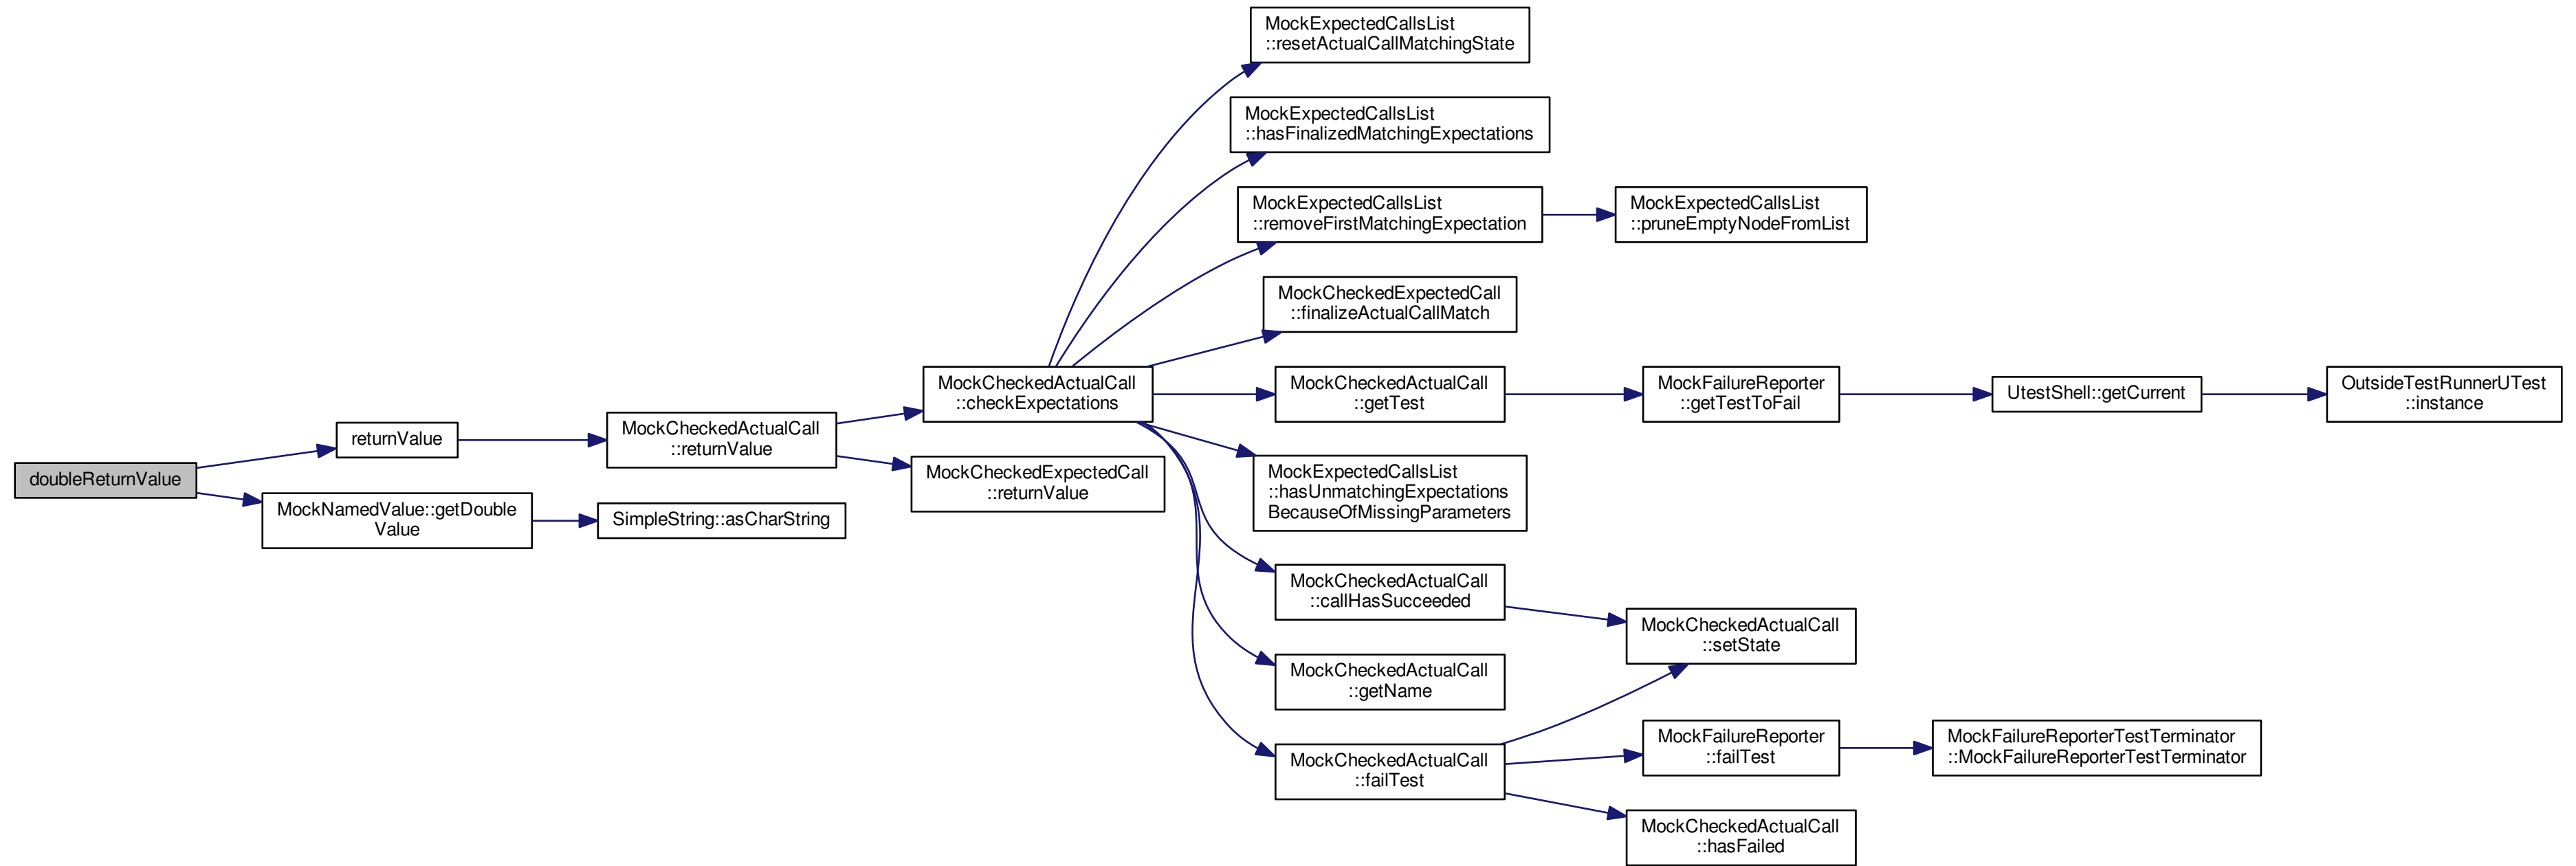 doubleReturnValue
returnValue
MockNamedValue::getDouble
Value
MockCheckedActualCall
::returnValue
SimpleString::asCharString
MockCheckedActualCall
::checkExpectations
MockCheckedExpectedCall
::returnValue
MockExpectedCallsList
::resetActualCallMatchingState
MockExpectedCallsList
::hasFinalizedMatchingExpectations
MockExpectedCallsList
::removeFirstMatchingExpectation
MockExpectedCallsList
::pruneEmptyNodeFromList
MockCheckedExpectedCall
::finalizeActualCallMatch
MockCheckedActualCall
::getTest
MockFailureReporter
::getTestToFail
UtestShell::getCurrent
OutsideTestRunnerUTest
::instance
MockExpectedCallsList
::hasUnmatchingExpectations
BecauseOfMissingParameters
MockCheckedActualCall
::callHasSucceeded
MockCheckedActualCall
::setState
MockCheckedActualCall
::getName
MockCheckedActualCall
::failTest
MockFailureReporter
::failTest
MockFailureReporterTestTerminator
::MockFailureReporterTestTerminator
MockCheckedActualCall
::hasFailed